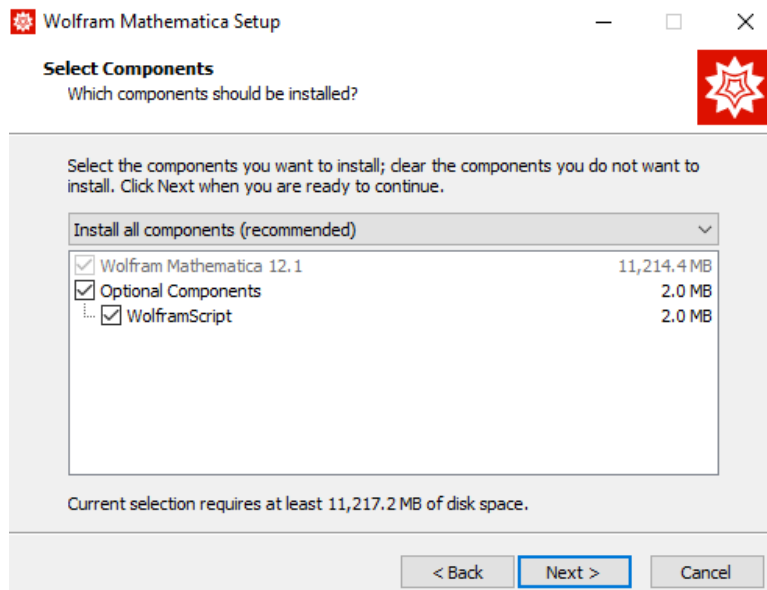 Wolfram Mathematica Setup
Select Components
Which components should be installed?
Select the components you want to install; clear the components you do not want to
install. Click Next when you are ready to continue.
Install all components (recommended)
Wolfram Mathematica 12.1 11,214.4 MB
Optional Components 2.0 MB
WolframScript 2.0 MB
Current selection requires at least 11,217.2 MB of disk space.
< Back Next > Cancel